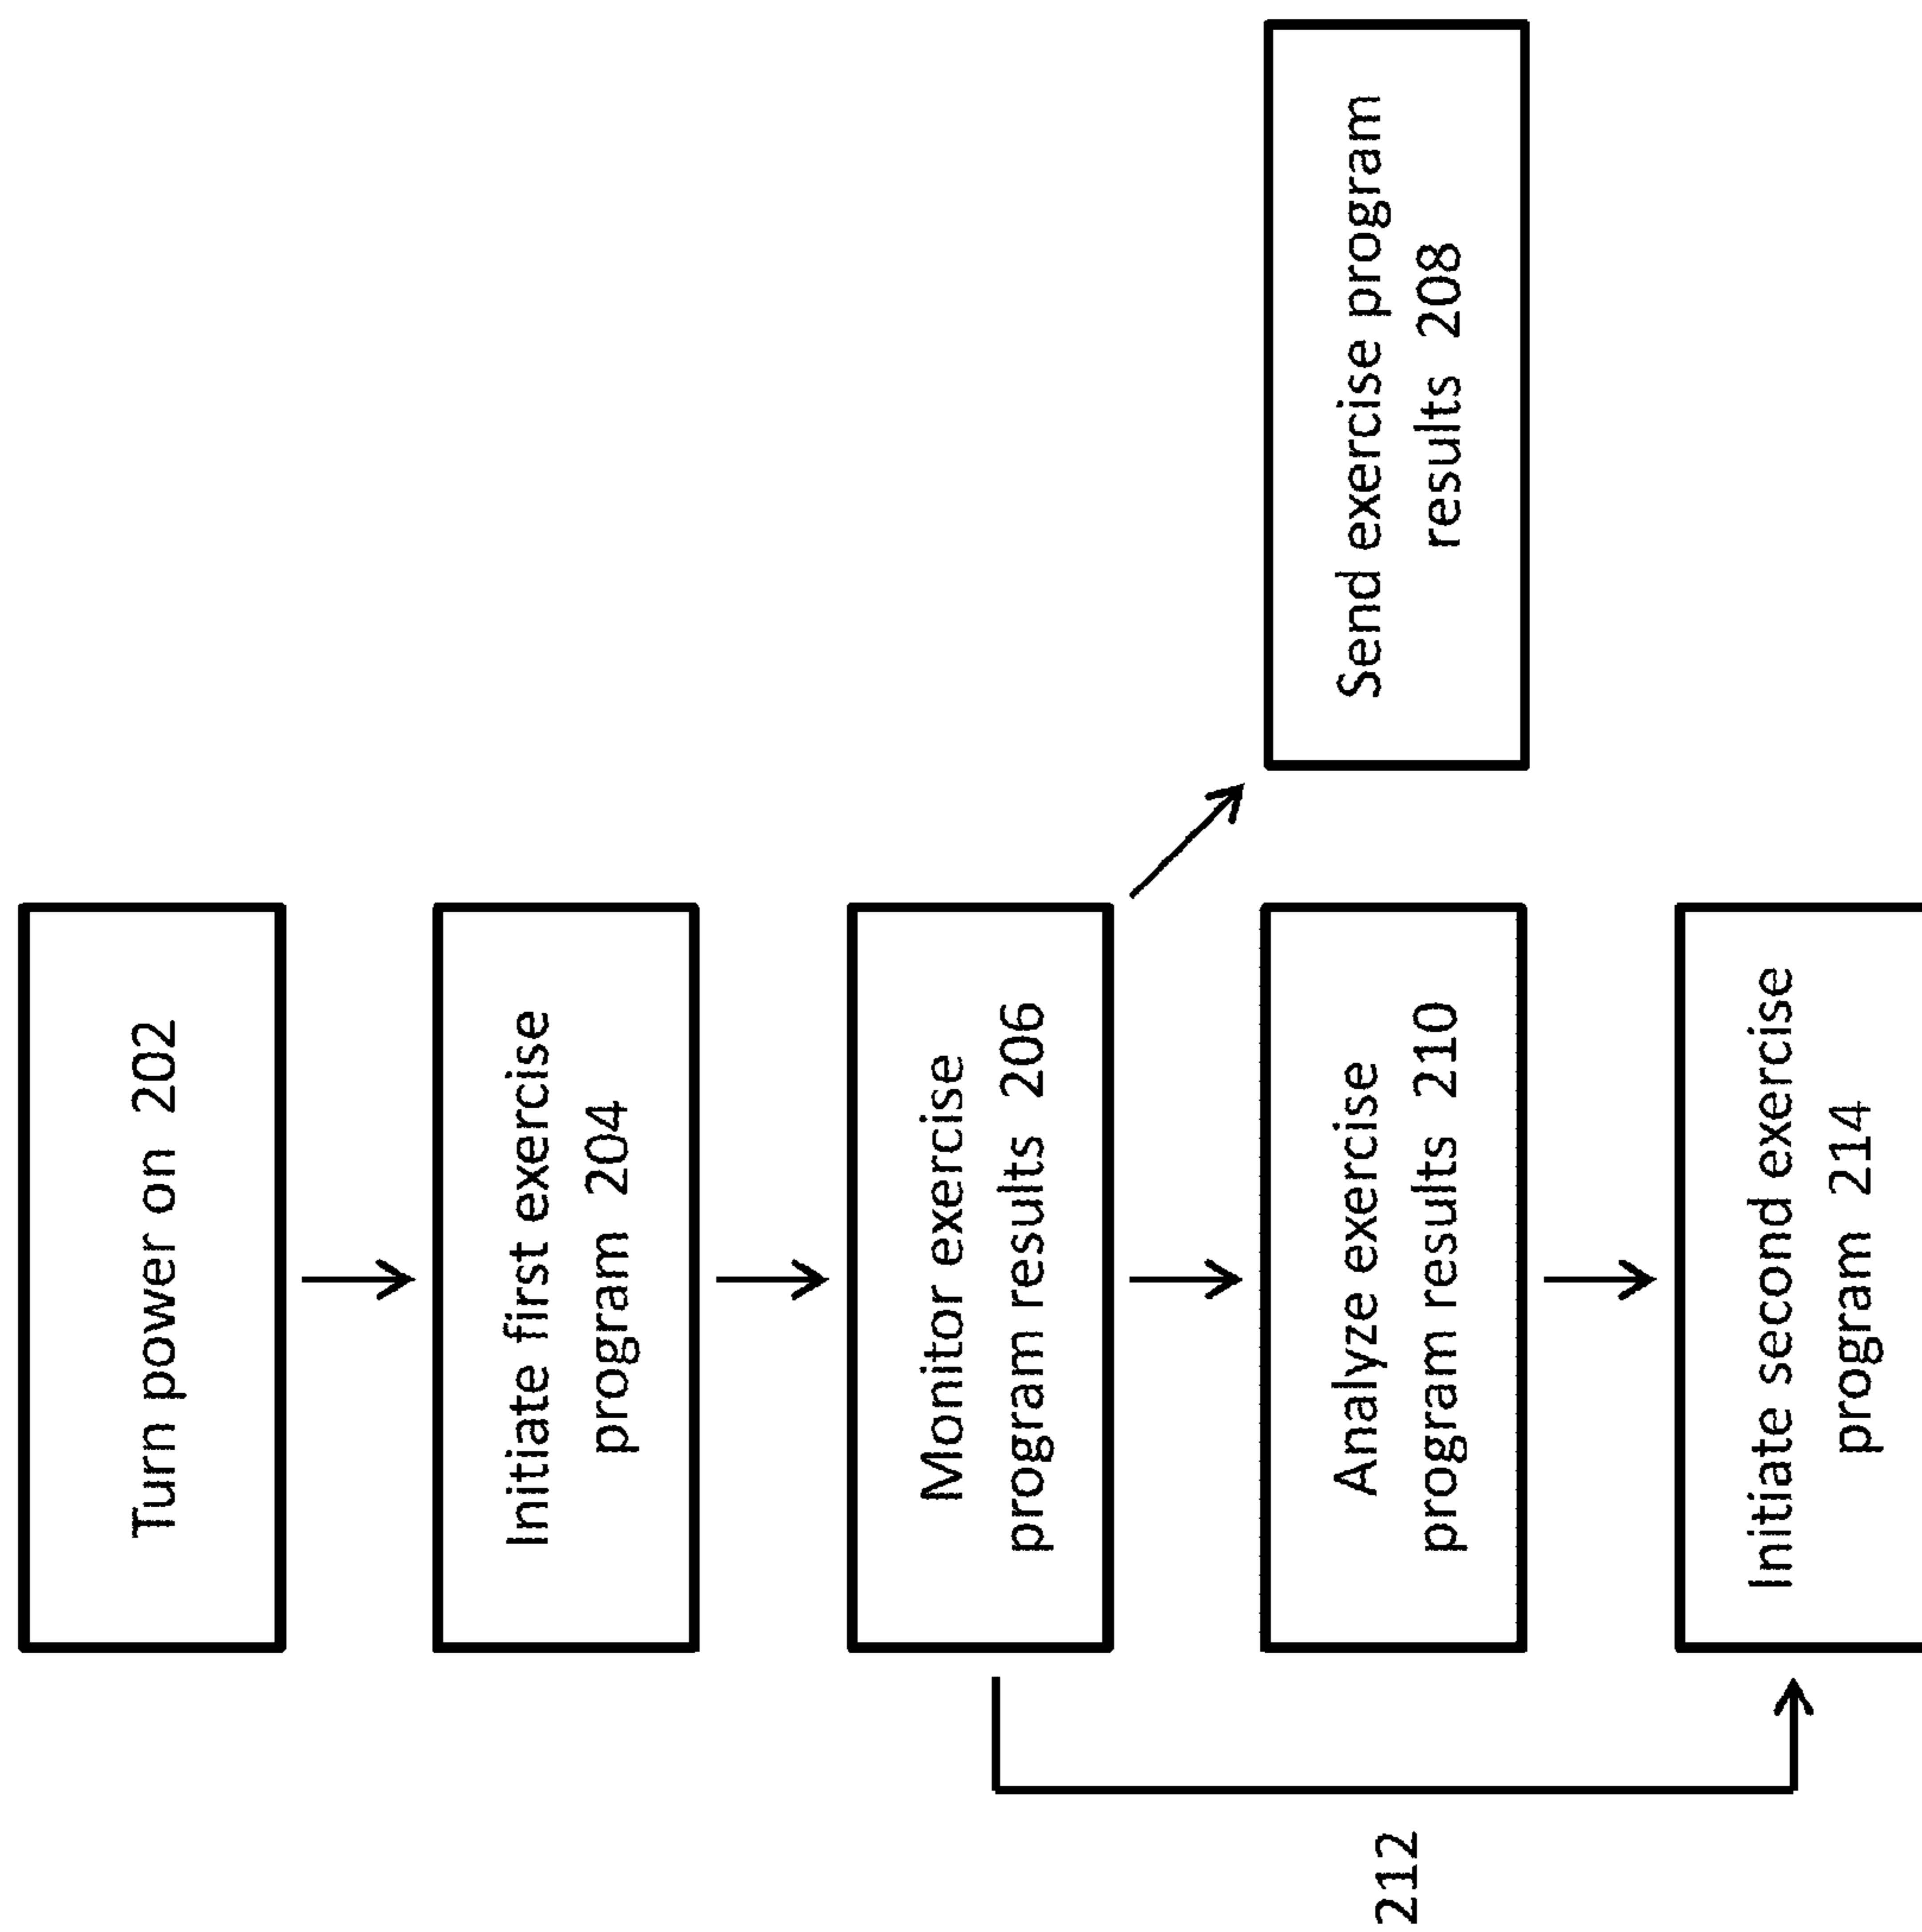 Turn power on 202
Initiate first exercise
program 204
Monitor exercise
program results 206
Send exercise program
results 208
Analyze exercise
program results 210
212
Initiate second exercise
program 214